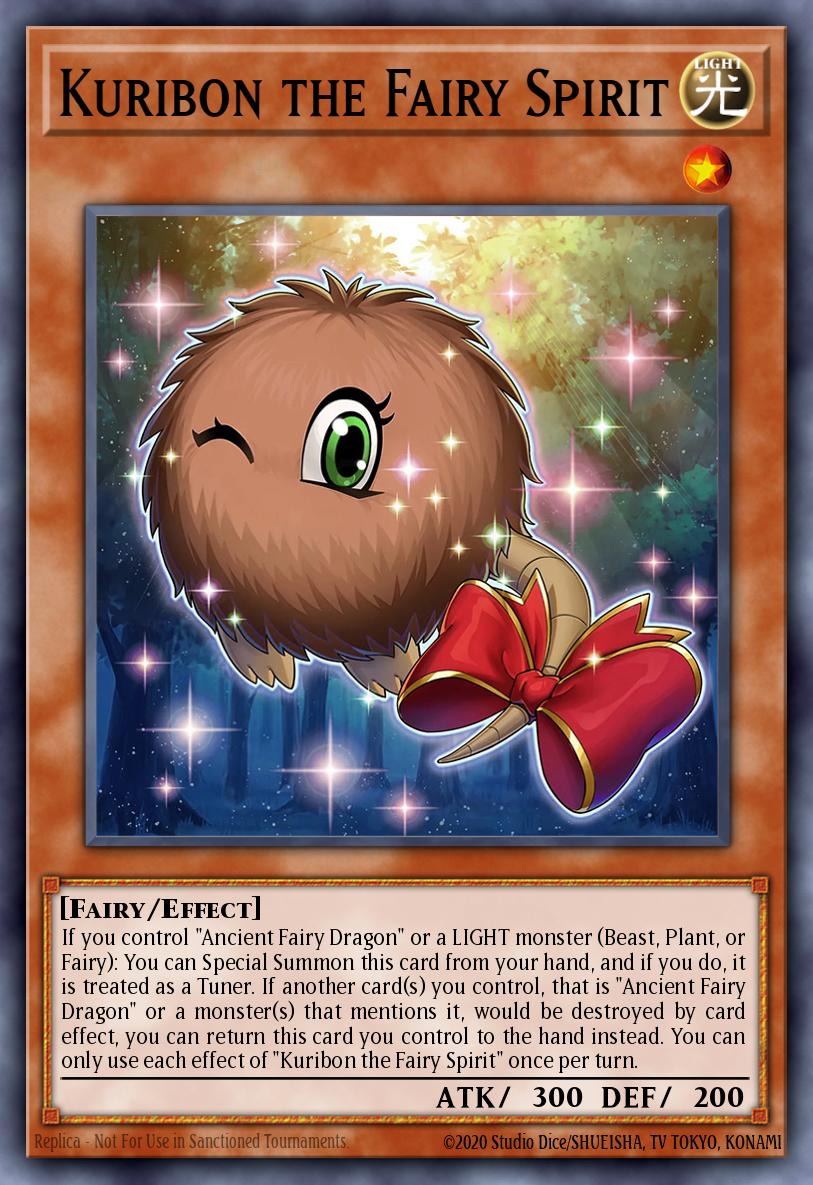 KURIBON THE FAIRY SPIRIT
LIGHT
光
[FAIRY/EFFECT]
If you control "Ancient Fairy Dragon" or a LIGHT monster (Beast, Plant, or
Fairy): You can Special Summon this card from your hand, and if you do, it
is treated as a Tuner. If another card(s) you control, that is "Ancient Fairy
Dragon" or a monster(s) that mentions it, would be destroyed by card
effect, you can return this card you control to the hand instead. You can
only use each effect of "Kuribon the Fairy Spirit" once per turn.
ATK/ 300 DEF/ 200
Replica - Not For Use in Sanctioned Tournaments.
©2020 Studio Dice/SHUEISHA, TV TOKYO, KONAMI